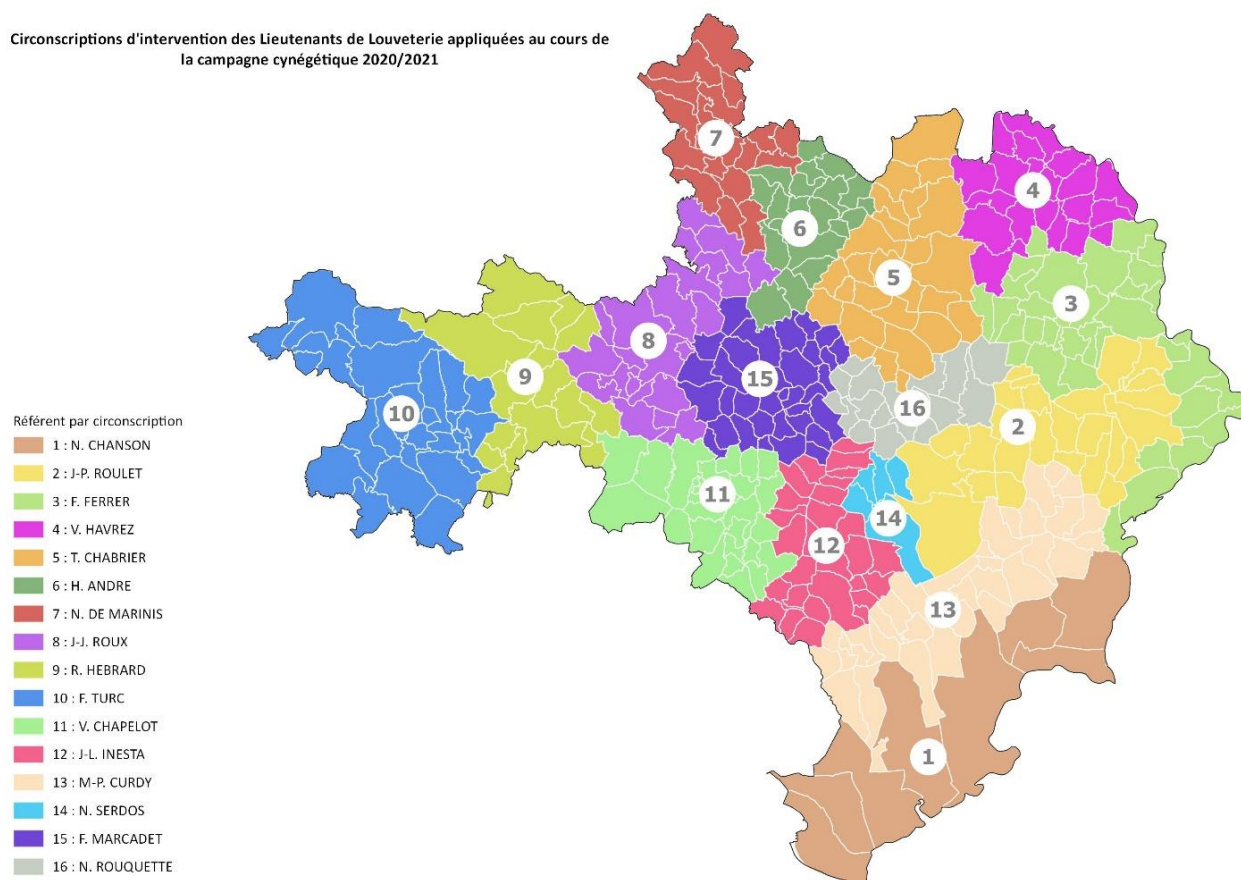 Circonscriptions d'intervention des Lieutenants de Louveterie appliquées au cours de
la campagne cynégétique 2020/2021
7
4
6
5
3
8
15
9
16
10
2
11
14
12
13
1
Référent par circonscription
1 : N. CHANSON
2 : J-P. ROULET
3 : F. FERRER
4 : V. HAVREZ
5 : T. CHABRIER
6 : H. ANDRE
7 : N. DE MARINIS
8 : J-J. ROUX
9 : R. HEBRARD
10 : F. TURC
11 : V. CHAPELOT
12 : J-L. INESTA
13 : M-P. CURDY
14 : N. SERDOS
15 : F. MARCADET
16 : N. ROUQUETTE